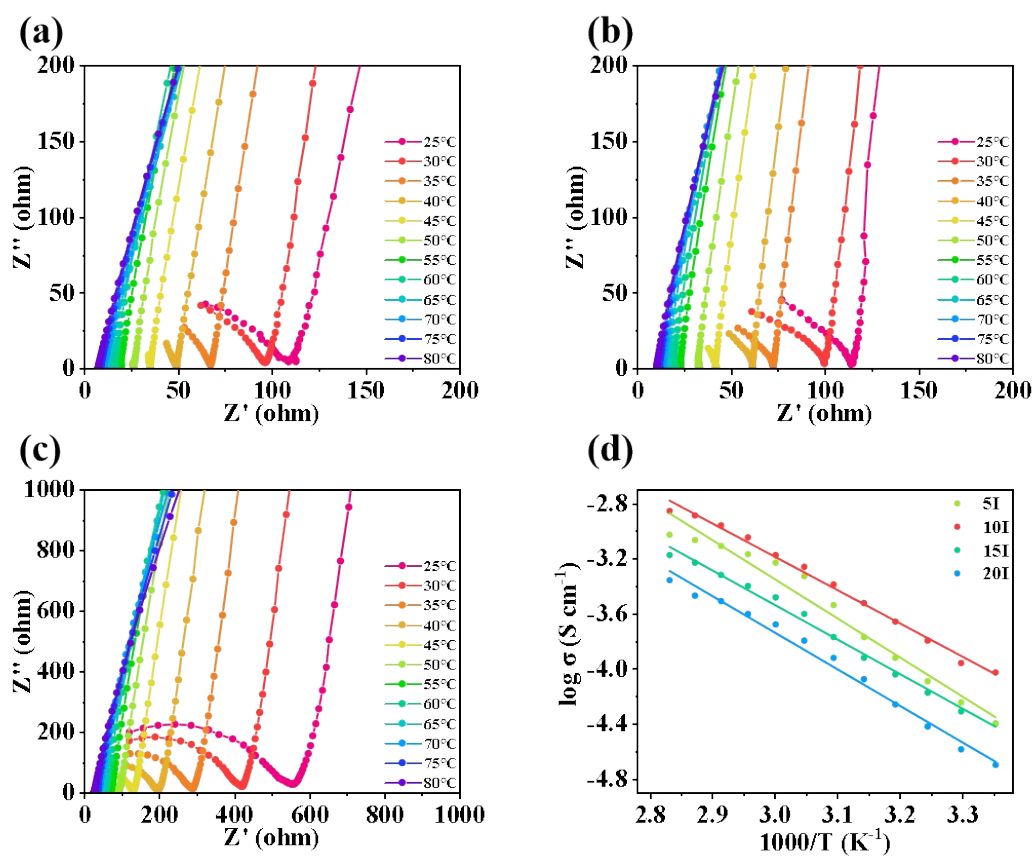 (a)
200
150
100
50
0
Z'' (ohm)
0
50
100
150
200
Z' (ohm)
25°C
30°C
35°C
40°C
45°C
50°C
55°C
60°C
65°C
70°C
75°C
80°C
(b)
200
150
100
50
0
Z'' (ohm)
0
50
100
150
200
Z' (ohm)
25°C
30°C
35°C
40°C
45°C
50°C
55°C
60°C
65°C
70°C
75°C
80°C
(c)
1000
800
600
400
200
0
Z'' (ohm)
0
200
400
600
800
1000
Z' (ohm)
25°C
30°C
35°C
40°C
45°C
50°C
55°C
60°C
65°C
70°C
75°C
80°C
(d)
-2.8
-3.2
-3.6
-4.0
-4.4
-4.8
log σ (S cm⁻¹)
2.8
2.9
3.0
3.1
3.2
3.3
1000/T (K⁻¹)
5I
10I
15I
20I